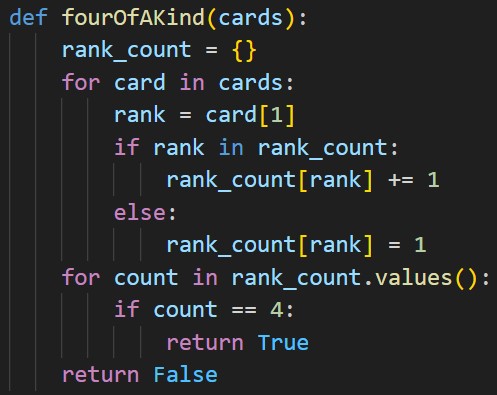 def fourOfAKind(cards):
    rank_count = {}
    for card in cards:
        rank = card[1]
        if rank in rank_count:
            rank_count[rank] += 1
        else:
            rank_count[rank] = 1
    for count in rank_count.values():
        if count == 4:
            return True
    return False